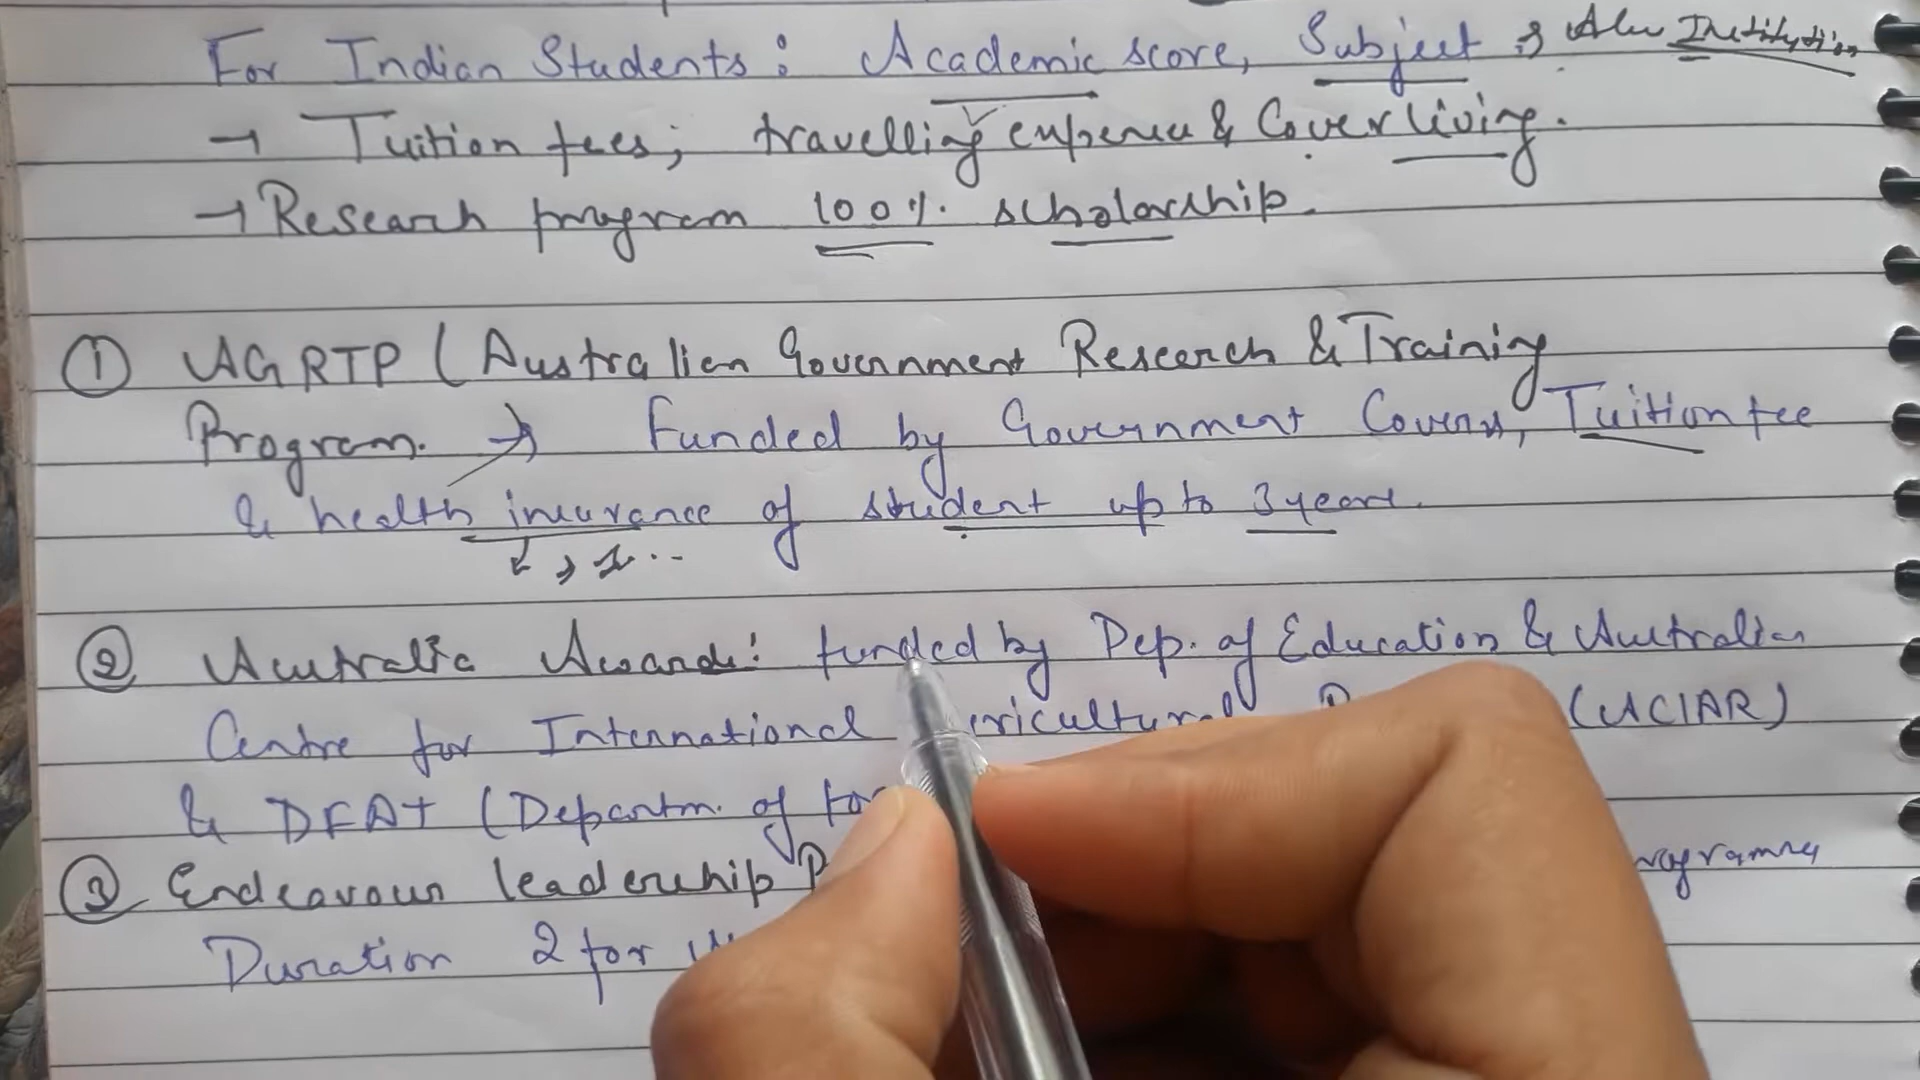 For Indian Students: Academic score, Subject & Also Institution
→ Tuition fees; travelling expense & Cover living.
→ Research program 100% scholarship.
① AGRTP (Australian Government Research & Training
Program. → Funded by Government Covers, Tuition fee
& health insurance of student up to 3 years.
② Australia Awards: funded by Dep. of Education & Australian
Centre for International (ACIAR)
& DFAT (Departm. of
③ Endeavour leadership
Duration 2 for